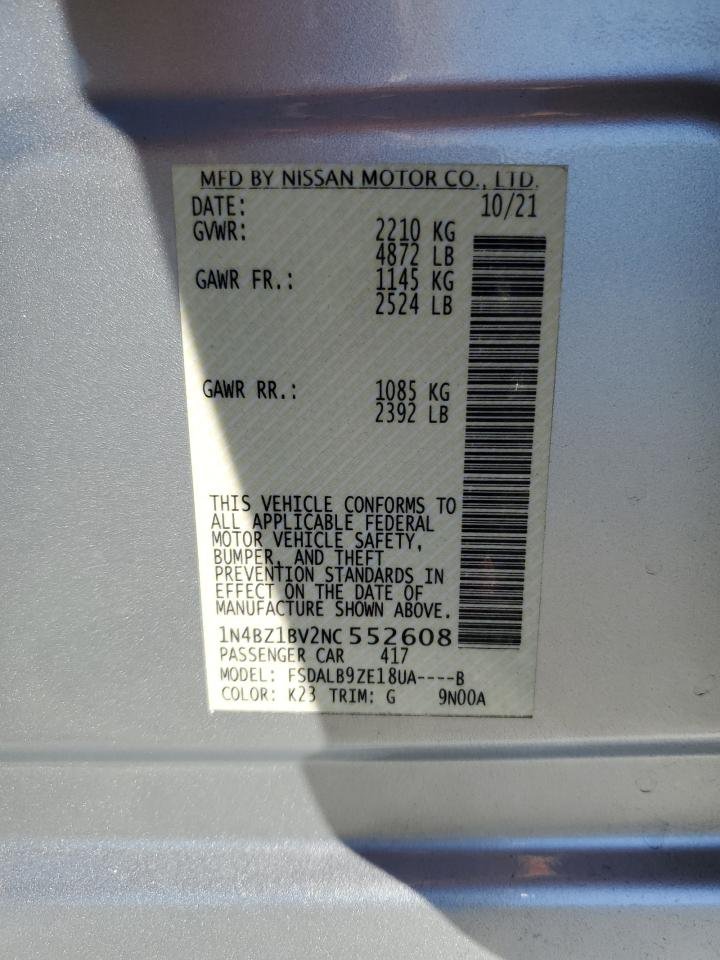 MFD BY NISSAN MOTOR CO., LTD.
DATE: 10/21
GVWR: 2210 KG
4872 LB
GAWR FR.: 1145 KG
2524 LB
GAWR RR.: 1085 KG
2392 LB
THIS VEHICLE CONFORMS TO
ALL APPLICABLE FEDERAL
MOTOR VEHICLE SAFETY,
BUMPER, AND THEFT
PREVENTION STANDARDS IN
EFFECT ON THE DATE OF
MANUFACTURE SHOWN ABOVE.
1N4BZ1BV2NC552608
PASSENGER CAR 417
MODEL: FSDALB9ZE18UA----B
COLOR: K23 TRIM: G 9N00A